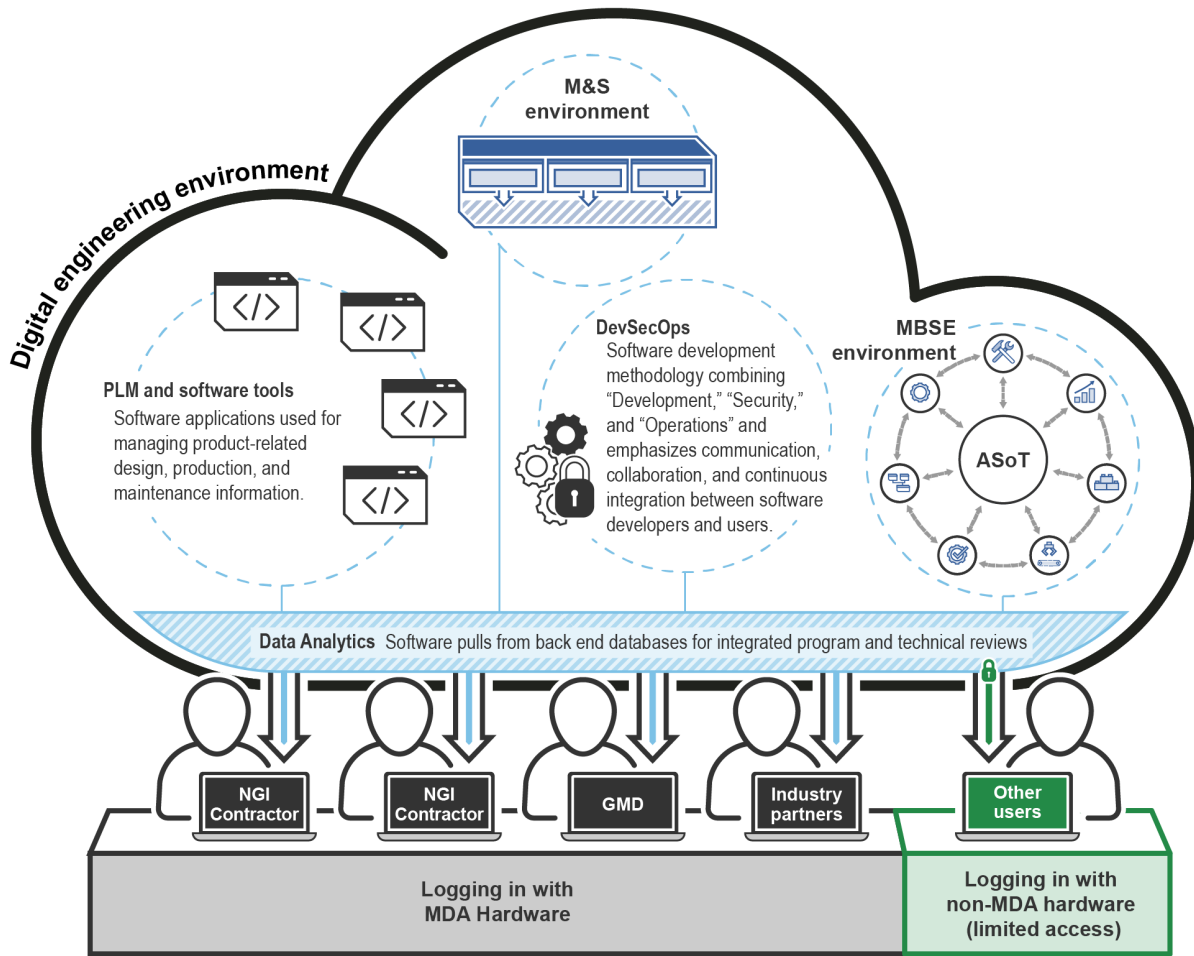 Digital engineering environment
M&S
environment
</>
</>
</>
</>
PLM and software tools
Software applications used for
managing product-related
design, production, and
maintenance information.
DevSecOps
Software development
methodology combining
“Development,” “Security,”
and “Operations” and
emphasizes communication,
collaboration, and continuous
integration between software
developers and users.
MBSE
environment
ASoT
Data Analytics Software pulls from back end databases for integrated program and technical reviews
NGI
Contractor
NGI
Contractor
GMD
Industry
partners
Other
users
Logging in with
MDA Hardware
Logging in with
non-MDA hardware
(limited access)